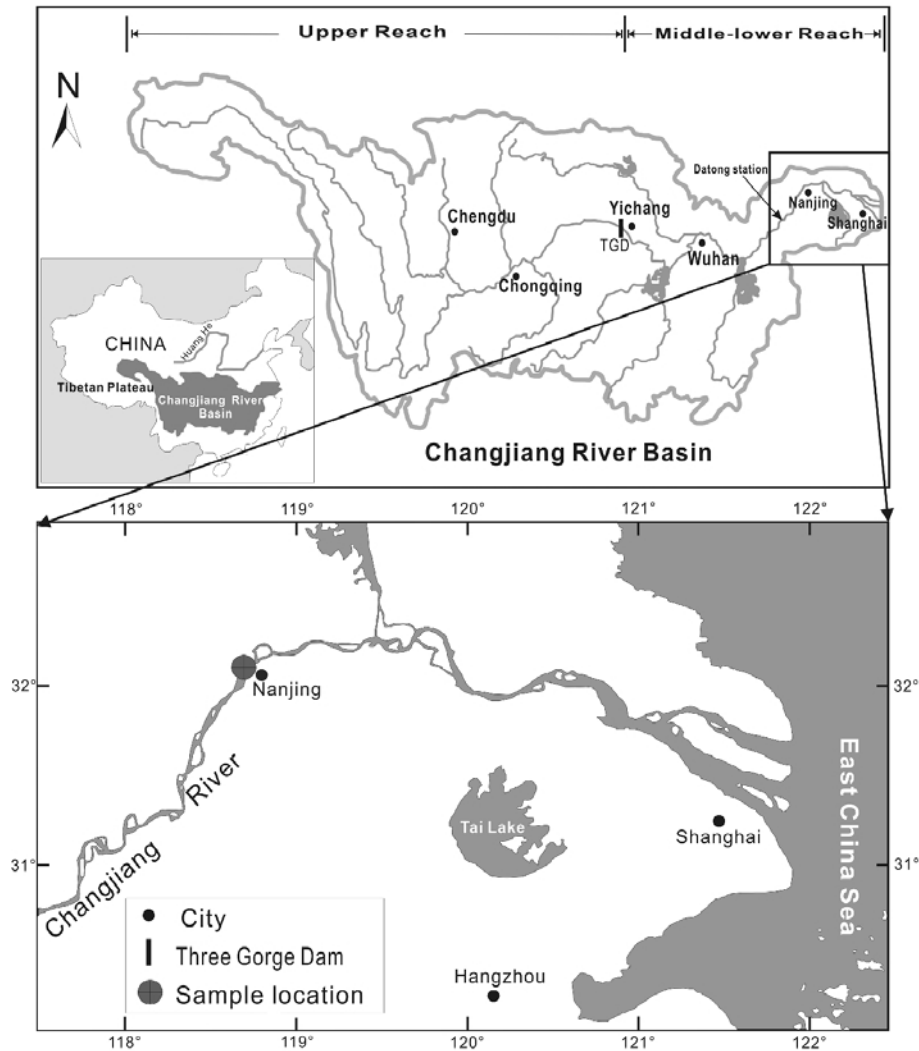 Upper Reach
Middle-lower Reach
N
Datong station
Nanjing
Shanghai
Chengdu
Yichang
TGD
Wuhan
Chongqing
CHINA
Huang He
Tibetan Plateau
Changjiang River
Basin
Changjiang River Basin
118°
119°
120°
121°
122°
32°
32°
Nanjing
Changjiang
River
Tai Lake
Shanghai
East China Sea
31°
31°
City
Three Gorge Dam
Sample location
Hangzhou
118°
119°
120°
121°
122°